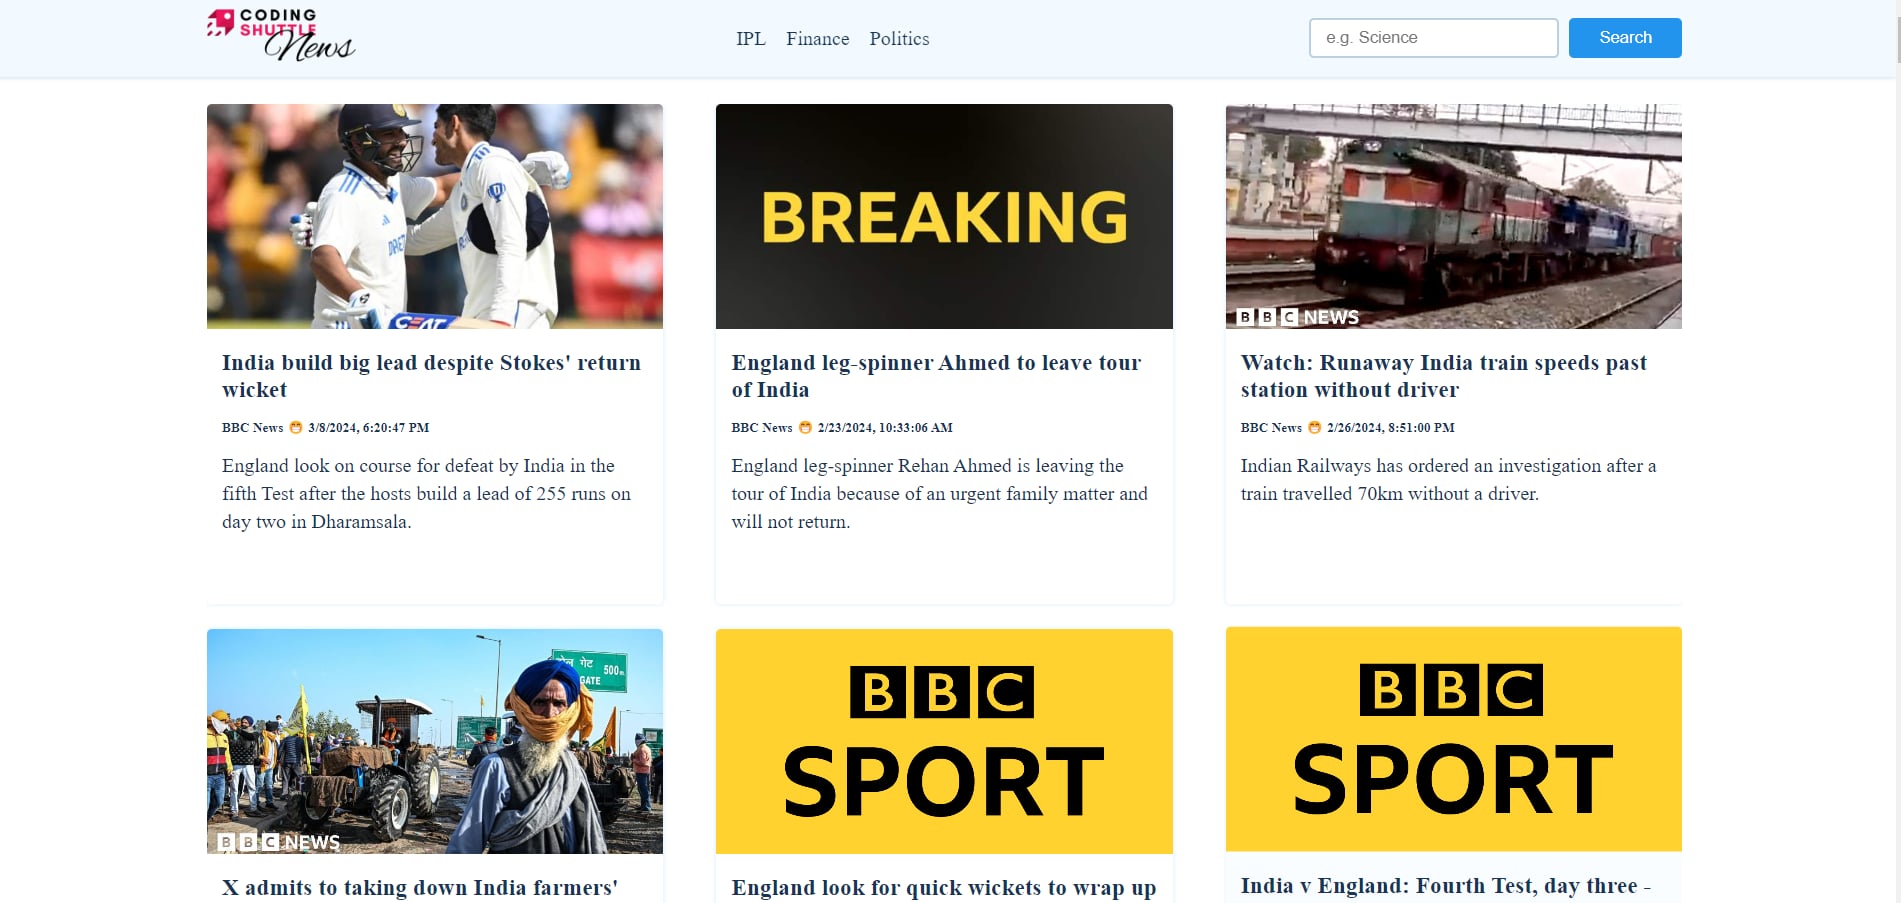 CODING
SHUTTLE
News
IPL Finance Politics
e.g. Science
Search
CEAT
BREAKING
BBC NEWS
India build big lead despite Stokes' return
wicket
BBC News 😁 3/8/2024, 6:20:47 PM
England look on course for defeat by India in the
fifth Test after the hosts build a lead of 255 runs on
day two in Dharamsala.
England leg-spinner Ahmed to leave tour
of India
BBC News 😁 2/23/2024, 10:33:06 AM
England leg-spinner Rehan Ahmed is leaving the
tour of India because of an urgent family matter and
will not return.
Watch: Runaway India train speeds past
station without driver
BBC News 😁 2/26/2024, 8:51:00 PM
Indian Railways has ordered an investigation after a
train travelled 70km without a driver.
गेट 500m
GATE
BBC NEWS
BBC
SPORT
BBC
SPORT
X admits to taking down India farmers'
England look for quick wickets to wrap up
India v England: Fourth Test, day three -